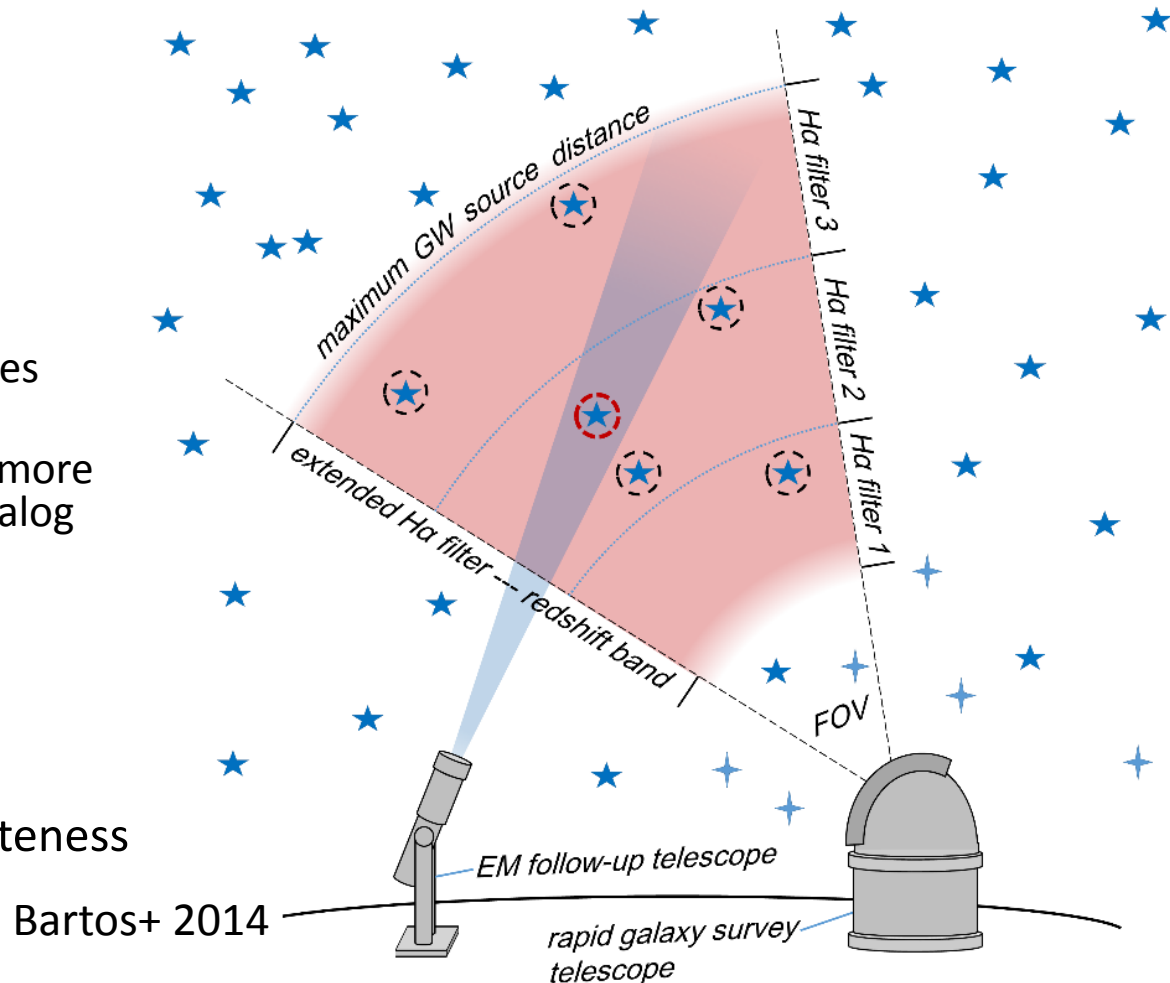 maximum GW source distance
Hα filter 3
Hα filter 2
Hα filter 1
es
more
alog
extended Hα filter --- redshift band
FOV
teness
EM follow-up telescope
Bartos+ 2014
rapid galaxy survey
telescope